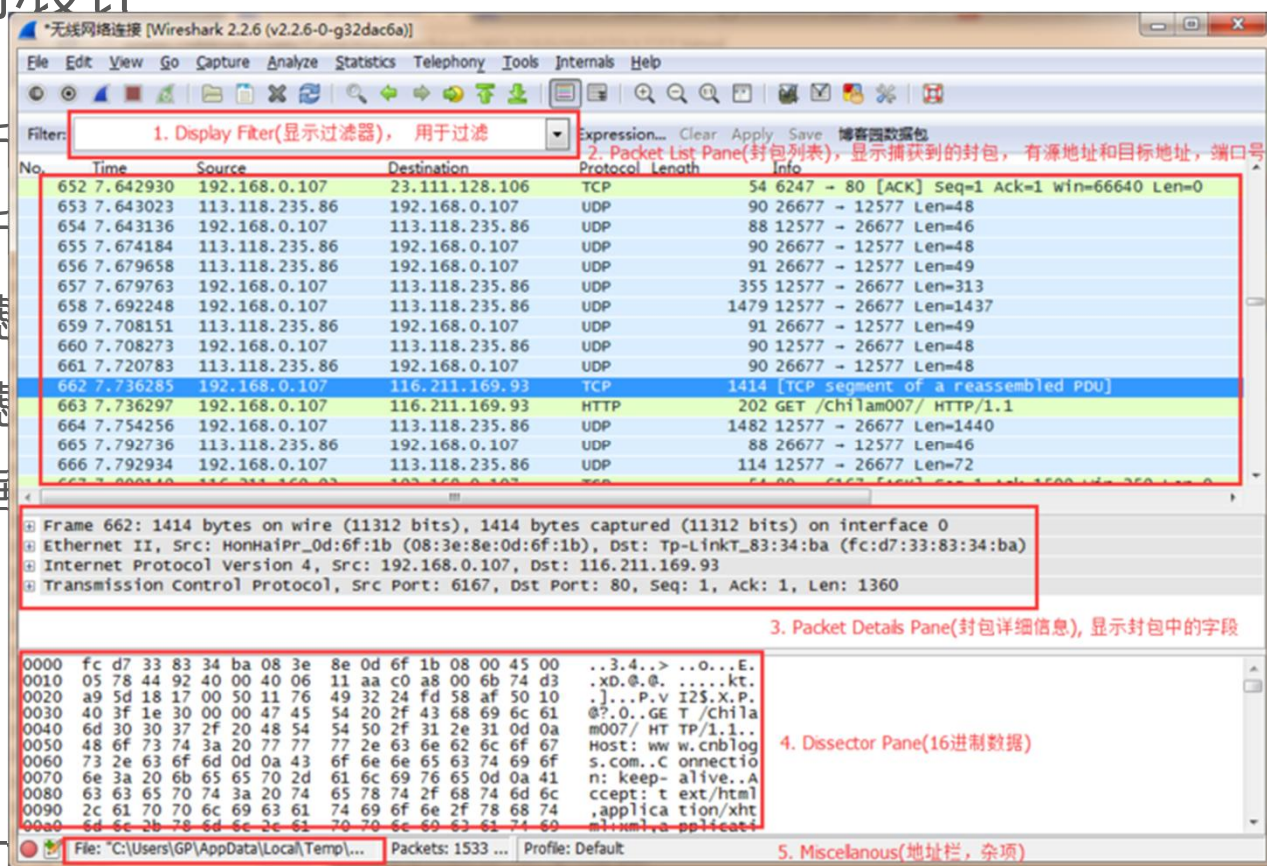 *无线网络连接 [Wireshark 2.2.6 (v2.2.6-0-g32dac6a)]
File Edit View Go Capture Analyze Statistics Telephony Tools Internals Help
Filter: 1. Display Filter(显示过滤器)， 用于过滤 Expression... Clear Apply Save 博客园数据包
2. Packet List Pane(封包列表)，显示捕获到的封包， 有源地址和目标地址，端口号
No. Time Source Destination Protocol Length Info
652 7.642930 192.168.0.107 23.111.128.106 TCP 54 6247 → 80 [ACK] Seq=1 Ack=1 Win=66640 Len=0
653 7.643023 113.118.235.86 192.168.0.107 UDP 90 26677 → 12577 Len=48
654 7.643136 192.168.0.107 113.118.235.86 UDP 88 12577 → 26677 Len=46
655 7.674184 113.118.235.86 192.168.0.107 UDP 90 26677 → 12577 Len=48
656 7.679658 113.118.235.86 192.168.0.107 UDP 91 26677 → 12577 Len=49
657 7.679763 192.168.0.107 113.118.235.86 UDP 355 12577 → 26677 Len=313
658 7.692248 192.168.0.107 113.118.235.86 UDP 1479 12577 → 26677 Len=1437
659 7.708151 113.118.235.86 192.168.0.107 UDP 91 26677 → 12577 Len=49
660 7.708273 192.168.0.107 113.118.235.86 UDP 90 12577 → 26677 Len=48
661 7.720783 113.118.235.86 192.168.0.107 UDP 90 26677 → 12577 Len=48
662 7.736285 192.168.0.107 116.211.169.93 TCP 1414 [TCP segment of a reassembled PDU]
663 7.736297 192.168.0.107 116.211.169.93 HTTP 202 GET /Chilam007/ HTTP/1.1
664 7.754256 192.168.0.107 113.118.235.86 UDP 1482 12577 → 26677 Len=1440
665 7.792736 113.118.235.86 192.168.0.107 UDP 88 26677 → 12577 Len=46
666 7.792934 192.168.0.107 113.118.235.86 UDP 114 12577 → 26677 Len=72
Frame 662: 1414 bytes on wire (11312 bits), 1414 bytes captured (11312 bits) on interface 0
Ethernet II, Src: HonHaiPr_0d:6f:1b (08:3e:8e:0d:6f:1b), Dst: Tp-LinkT_83:34:ba (fc:d7:33:83:34:ba)
Internet Protocol Version 4, Src: 192.168.0.107, Dst: 116.211.169.93
Transmission Control Protocol, Src Port: 6167, Dst Port: 80, Seq: 1, Ack: 1, Len: 1360
3. Packet Details Pane(封包详细信息), 显示封包中的字段
0000 fc d7 33 83 34 ba 08 3e 8e 0d 6f 1b 08 00 45 00 ..3.4..> ..o...E.
0010 05 78 44 92 40 00 40 06 11 aa c0 a8 00 6b 74 d3 .xD.@.@. .....kt.
0020 a9 5d 18 17 00 50 11 76 49 32 24 fd 58 af 50 10 .]...P.v I2$.X.P.
0030 40 3f 1e 30 00 00 47 45 54 20 2f 43 68 69 6c 61 @?.0..GE T /Chila
0040 6d 30 30 37 2f 20 48 54 54 50 2f 31 2e 31 0d 0a m007/ HT TP/1.1..
0050 48 6f 73 74 3a 20 77 77 77 2e 63 6e 62 6c 6f 67 Host: ww w.cnblog
0060 73 2e 63 6f 6d 0d 0a 43 6f 6e 6e 65 63 74 69 6f s.com..C onnectio
0070 6e 3a 20 6b 65 65 70 2d 61 6c 69 76 65 0d 0a 41 n: keep- alive..A
0080 63 63 65 70 74 3a 20 74 65 78 74 2f 68 74 6d 6c ccept: t ext/html
0090 2c 61 70 70 6c 69 63 61 74 69 6f 6e 2f 78 68 74 ,applica tion/xht
4. Dissector Pane(16进制数据)
File: "C:\Users\GP\AppData\Local\Temp\... Packets: 1533 ... Profile: Default
5. Miscellanous(地址栏，杂项)